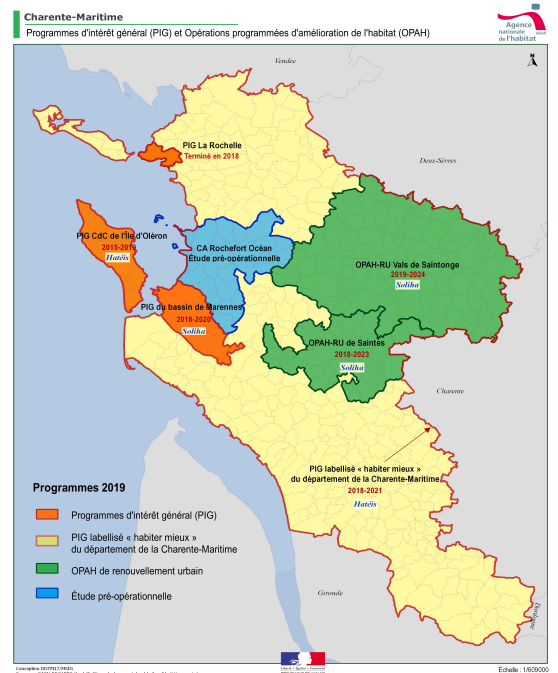 Charente-Maritime
Programmes d'intérêt général (PIG) et Opérations programmées d'amélioration de l'habitat (OPAH)
Agence
nationale
de l'habitat
Anah
N
Vendée
Deux-Sèvres
PIG La Rochelle
Terminé en 2018
PIG CdC de l'Île d'Oléron
2015-2019
Hatéis
CA Rochefort Océan
Étude pré-opérationnelle
OPAH-RU Vals de Saintonge
2019-2024
Soliha
PIG du bassin de Marennes
2018-2020
Soliha
OPAH-RU de Saintes
2018-2023
Soliha
Charente
PIG labellisé « habiter mieux »
du département de la Charente-Maritime
2018-2021
Hatéis
Gironde
Dordogne
Programmes 2019
Programmes d'intérêt général (PIG)
PIG labellisé « habiter mieux »
du département de la Charente-Maritime
OPAH de renouvellement urbain
Étude pré-opérationnelle
Échelle : 1/609000